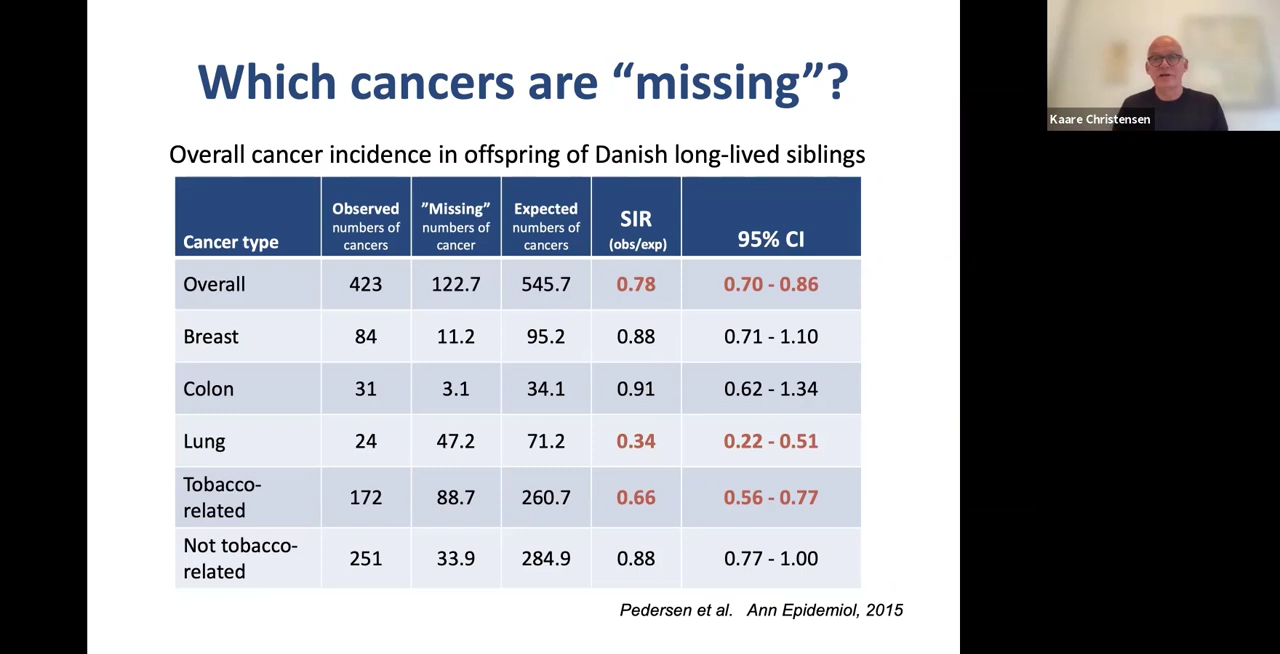 Which cancers are “missing”?
Overall cancer incidence in offspring of Danish long-lived siblings
Cancer type
Observed
numbers of
cancers
”Missing”
numbers of
cancer
Expected
numbers of
cancers
SIR
(obs/exp)
95% CI
Overall 423 122.7 545.7 0.78 0.70 - 0.86
Breast 84 11.2 95.2 0.88 0.71 - 1.10
Colon 31 3.1 34.1 0.91 0.62 - 1.34
Lung 24 47.2 71.2 0.34 0.22 - 0.51
Tobacco-
related 172 88.7 260.7 0.66 0.56 - 0.77
Not tobacco-
related 251 33.9 284.9 0.88 0.77 - 1.00
Pedersen et al. Ann Epidemiol, 2015
Kaare Christensen